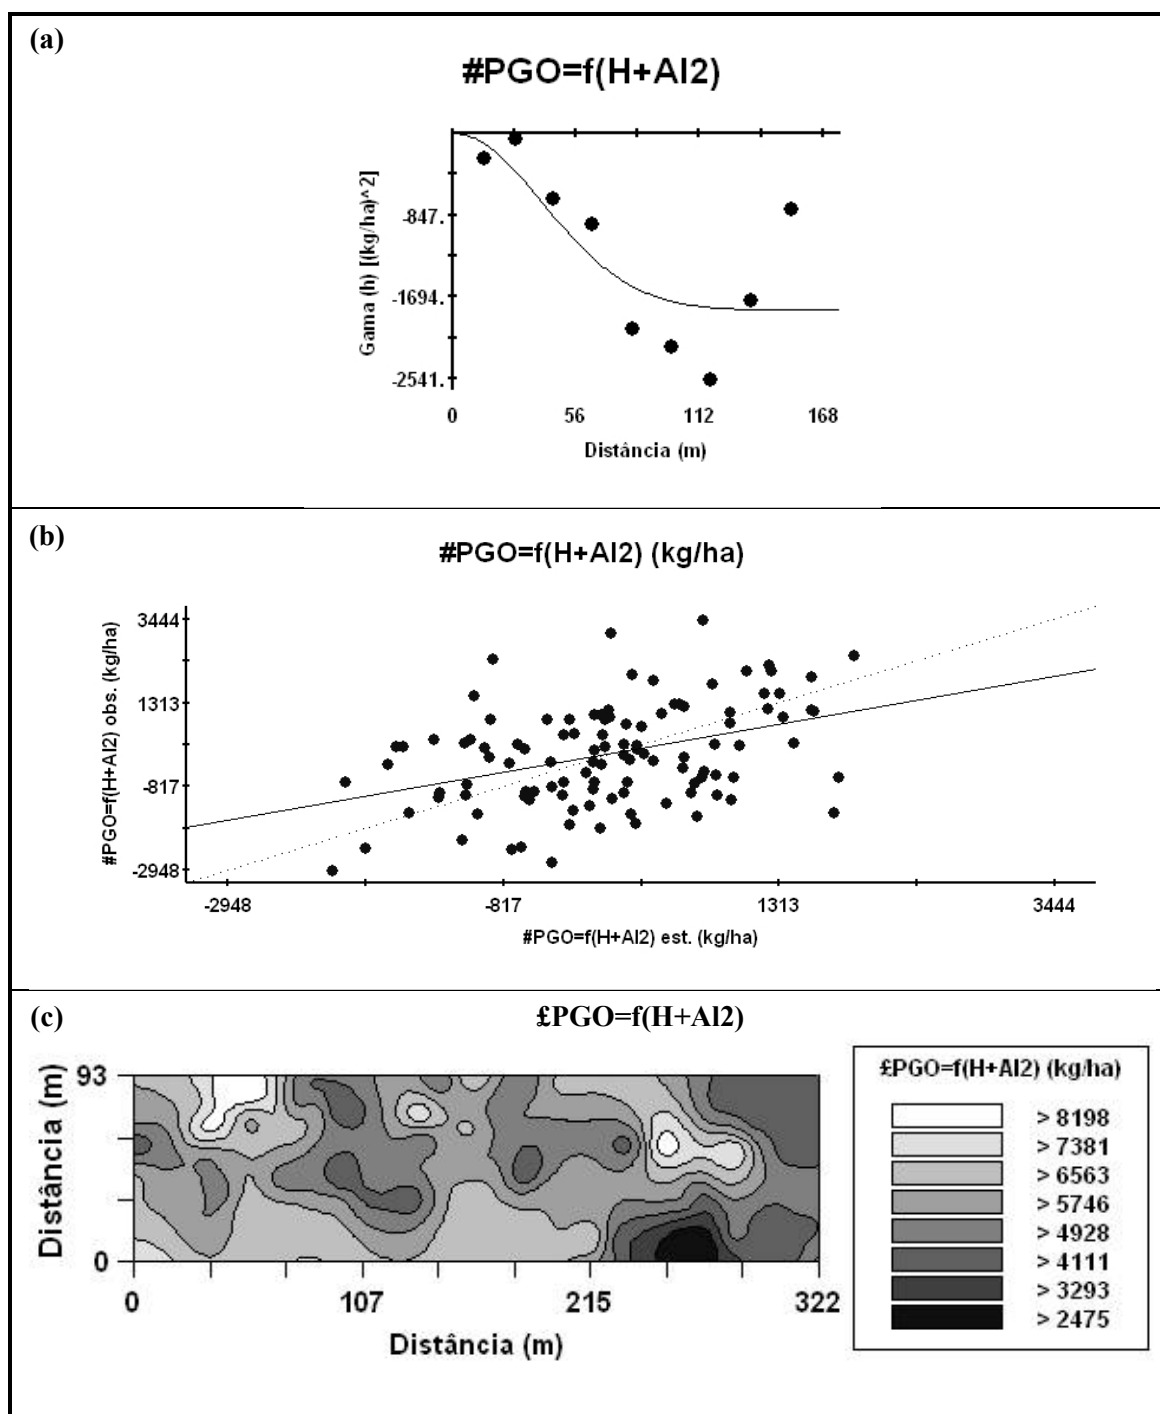 (a)
#PGO=f(H+Al2)
Gama (h) [(kg/ha)^2]
-847.
-1694.
-2541.
0 56 112 168
Distância (m)
(b)
#PGO=f(H+Al2) (kg/ha)
#PGO=f(H+Al2) obs. (kg/ha)
3444
1313
-817
-2948
-2948 -817 1313 3444
#PGO=f(H+Al2) est. (kg/ha)
(c)
£PGO=f(H+Al2)
Distância (m)
93
0
0 107 215 322
Distância (m)
£PGO=f(H+Al2) (kg/ha)
> 8198
> 7381
> 6563
> 5746
> 4928
> 4111
> 3293
> 2475